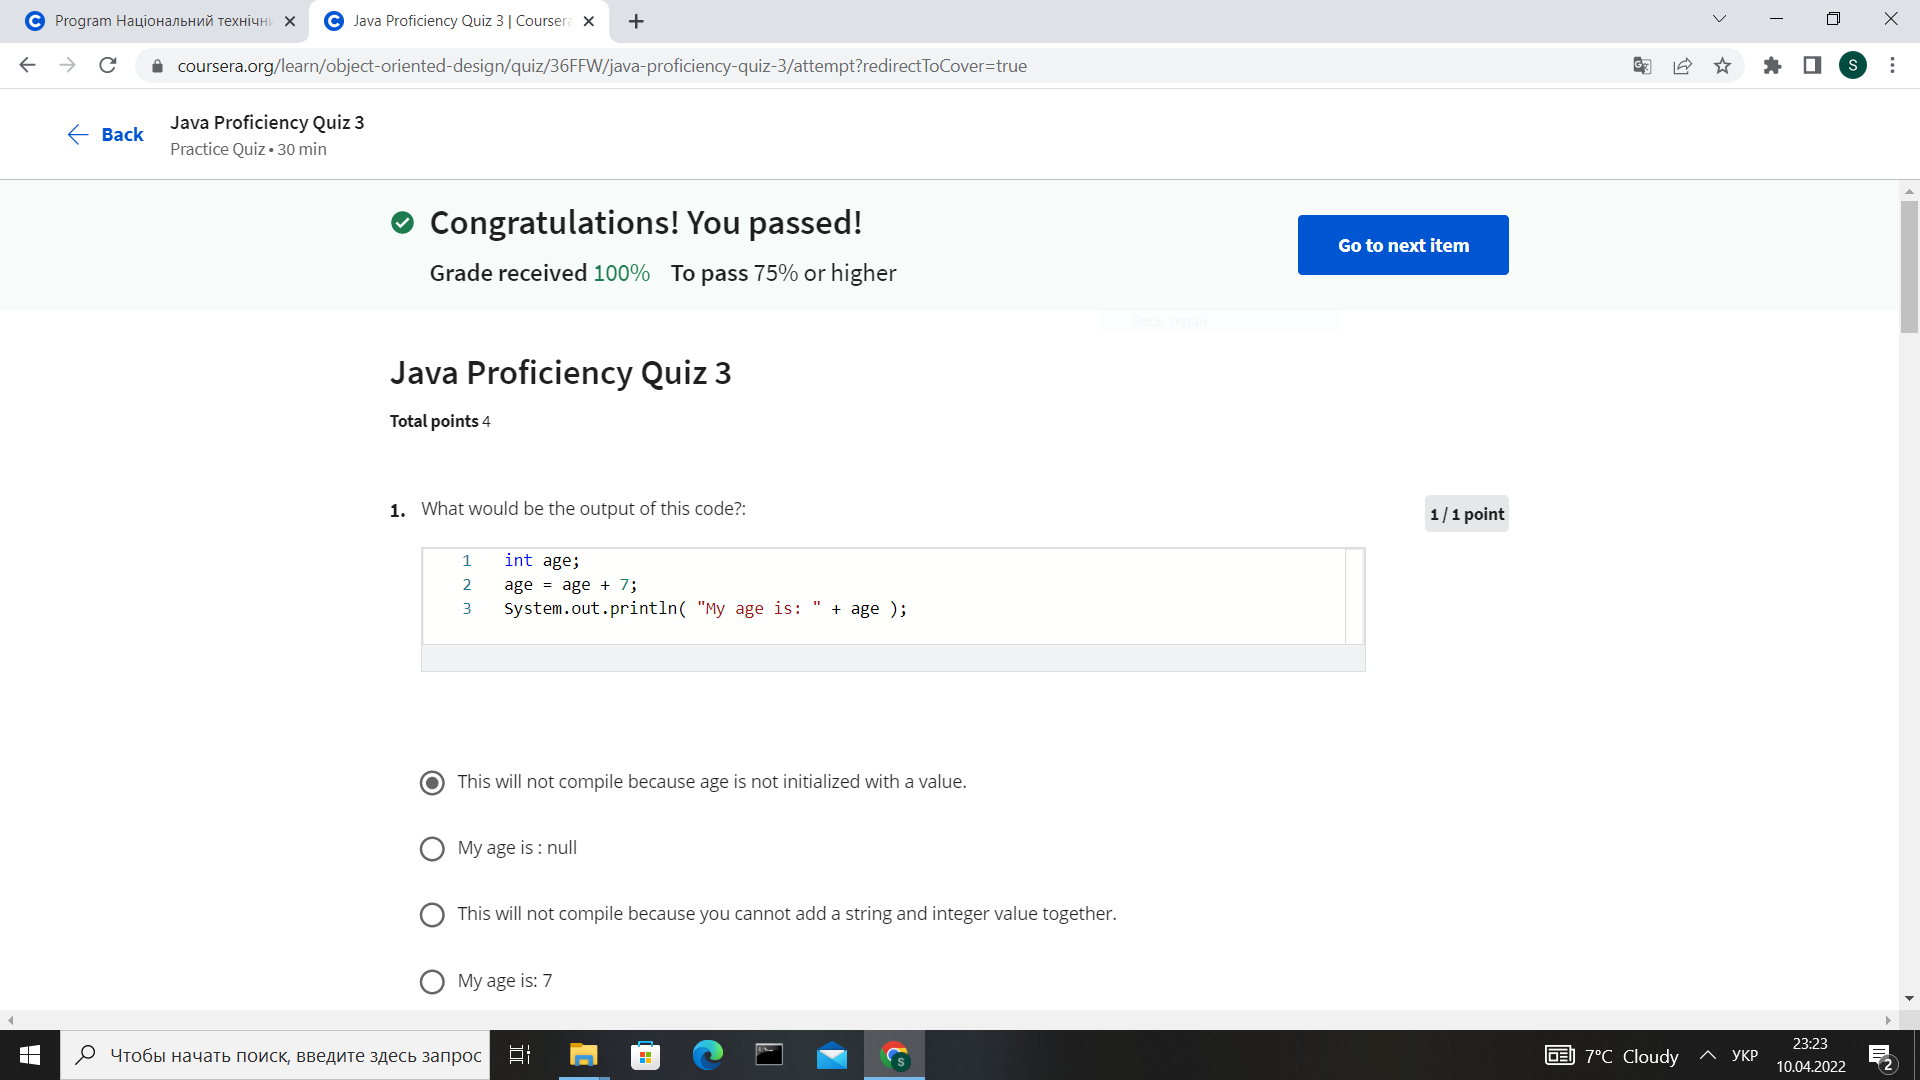 Program Національний технічн
Java Proficiency Quiz 3 | Coursera
coursera.org/learn/object-oriented-design/quiz/36FFW/java-proficiency-quiz-3/attempt?redirectToCover=true
S
Back
Java Proficiency Quiz 3
Practice Quiz • 30 min
Congratulations! You passed!
Grade received 100% To pass 75% or higher
Go to next item
Весь экран
Java Proficiency Quiz 3
Total points 4
1. What would be the output of this code?:
1 / 1 point
1 int age;
2 age = age + 7;
3 System.out.println( "My age is: " + age );
This will not compile because age is not initialized with a value.
My age is : null
This will not compile because you cannot add a string and integer value together.
My age is: 7
Чтобы начать поиск, введите здесь запрос
S
7°C Cloudy
УКР
23:23
10.04.2022
2